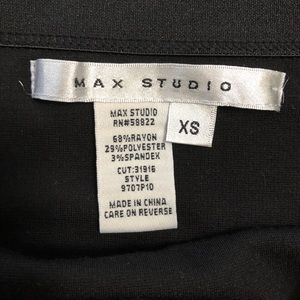 MAX STUDIO
XS
MAX STUDIO
RN#58822
68%RAYON
29%POLYESTER
3%SPANDEX
CUT:31916
STYLE
9707P10
MADE IN CHINA
CARE ON REVERSE